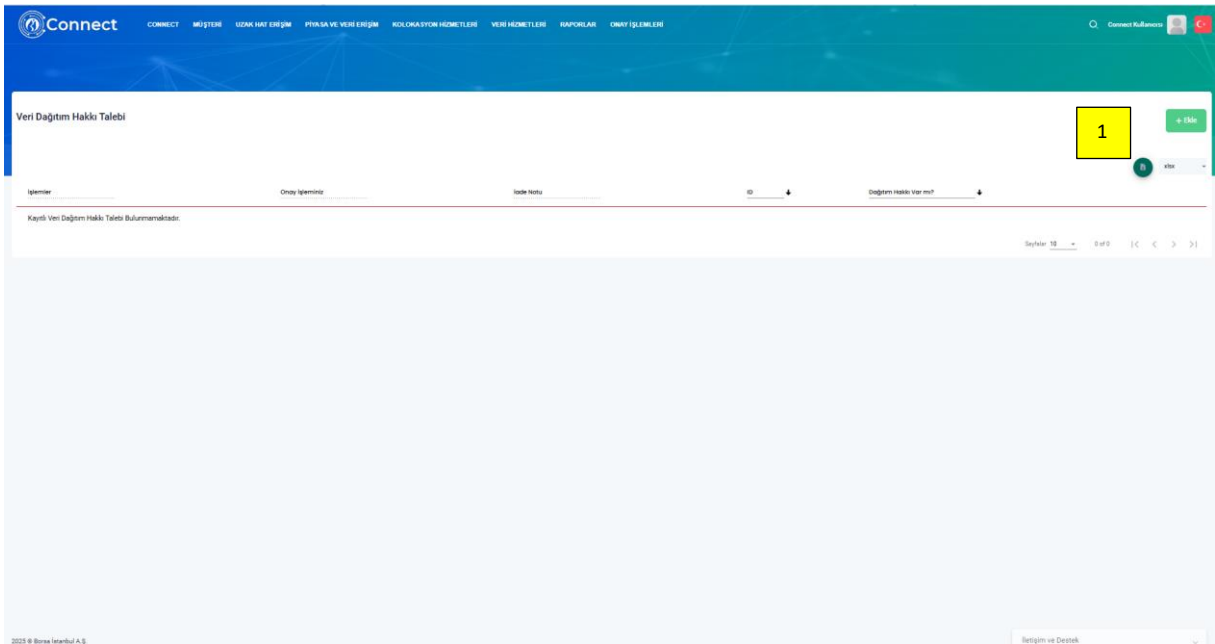 Connect CONNECT MÜŞTERİ UZAK HAT ERİŞİM PİYASA VE VERİ ERİŞİM KOLOKASYON HİZMETLERİ VERİ HİZMETLERİ RAPORLAR ONAY İŞLEMLERİ Connect Kullanıcısı
Veri Dağıtım Hakkı Talebi
1
+ Ekle
xlsx
İşlemler Onay İşleminiz İade Notu ID Dağıtım Hakkı Var mı?
Kayıtlı Veri Dağıtım Hakkı Talebi Bulunmamaktadır.
Sayfalar 10 0 of 0
2025 © Borsa İstanbul A.Ş.
İletişim ve Destek